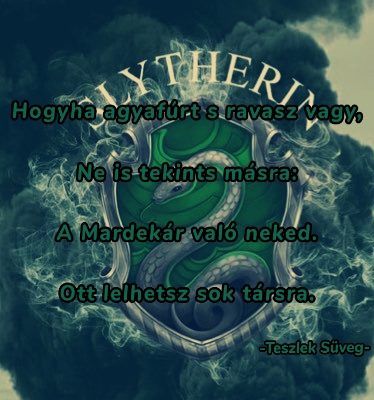 SLYTHERIN
Hogyha agyafúrt s ravasz vagy,
Ne is tekints másra:
A Mardekár való neked.
Ott lelhetsz sok társra.
-Teszlek Süveg-